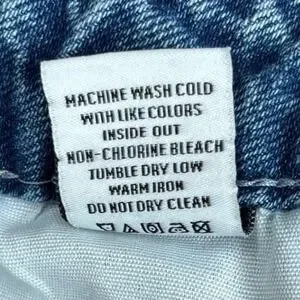 MACHINE WASH COLD
WITH LIKE COLORS
INSIDE OUT
NON-CHLORINE BLEACH
TUMBLE DRY LOW
WARM IRON
DO NOT DRY CLEAN